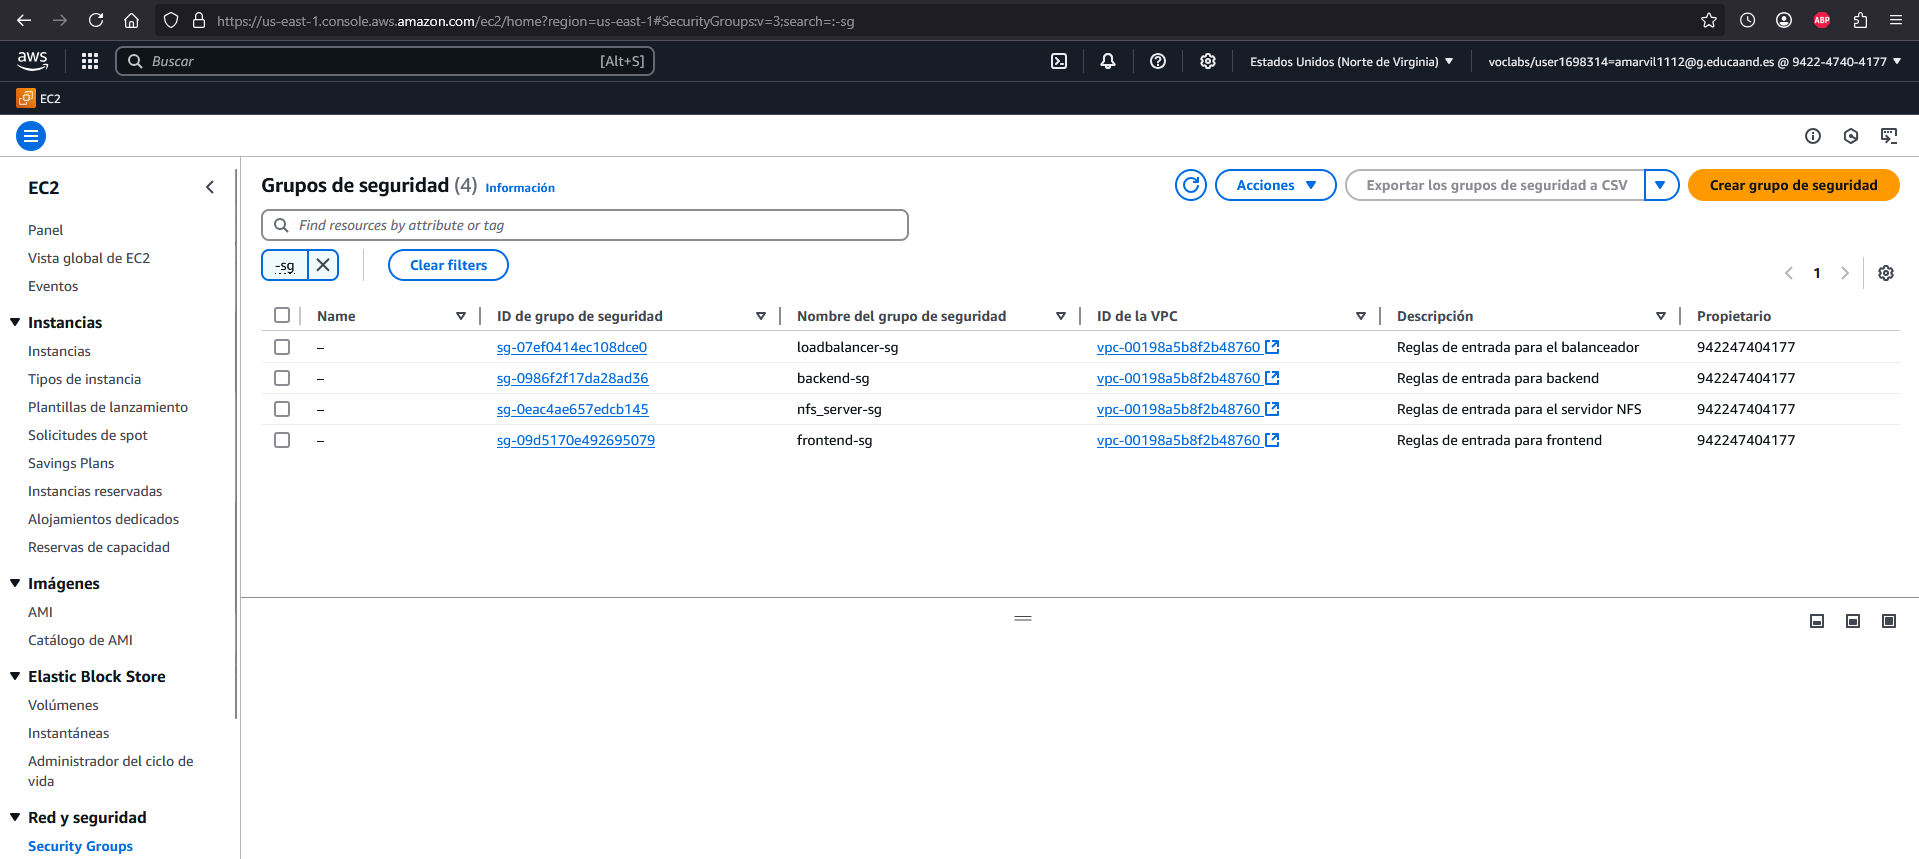 https://us-east-1.console.aws.amazon.com/ec2/home?region=us-east-1#SecurityGroups:v=3;search=:-sg
ABP
aws
Buscar [Alt+S]
Estados Unidos (Norte de Virginia)
voclabs/user1698314=amarvil1112@g.educaand.es @ 9422-4740-4177
EC2
EC2
Panel
Vista global de EC2
Eventos
Instancias
Instancias
Tipos de instancia
Plantillas de lanzamiento
Solicitudes de spot
Savings Plans
Instancias reservadas
Alojamientos dedicados
Reservas de capacidad
Imágenes
AMI
Catálogo de AMI
Elastic Block Store
Volúmenes
Instantáneas
Administrador del ciclo de
vida
Red y seguridad
Security Groups
Grupos de seguridad (4) Información
Acciones
Exportar los grupos de seguridad a CSV
Crear grupo de seguridad
Find resources by attribute or tag
-sg
Clear filters
1
Name ID de grupo de seguridad Nombre del grupo de seguridad ID de la VPC Descripción Propietario
– sg-07ef0414ec108dce0 loadbalancer-sg vpc-00198a5b8f2b48760 Reglas de entrada para el balanceador 942247404177
– sg-0986f2f17da28ad36 backend-sg vpc-00198a5b8f2b48760 Reglas de entrada para backend 942247404177
– sg-0eac4ae657edcb145 nfs_server-sg vpc-00198a5b8f2b48760 Reglas de entrada para el servidor NFS 942247404177
– sg-09d5170e492695079 frontend-sg vpc-00198a5b8f2b48760 Reglas de entrada para frontend 942247404177